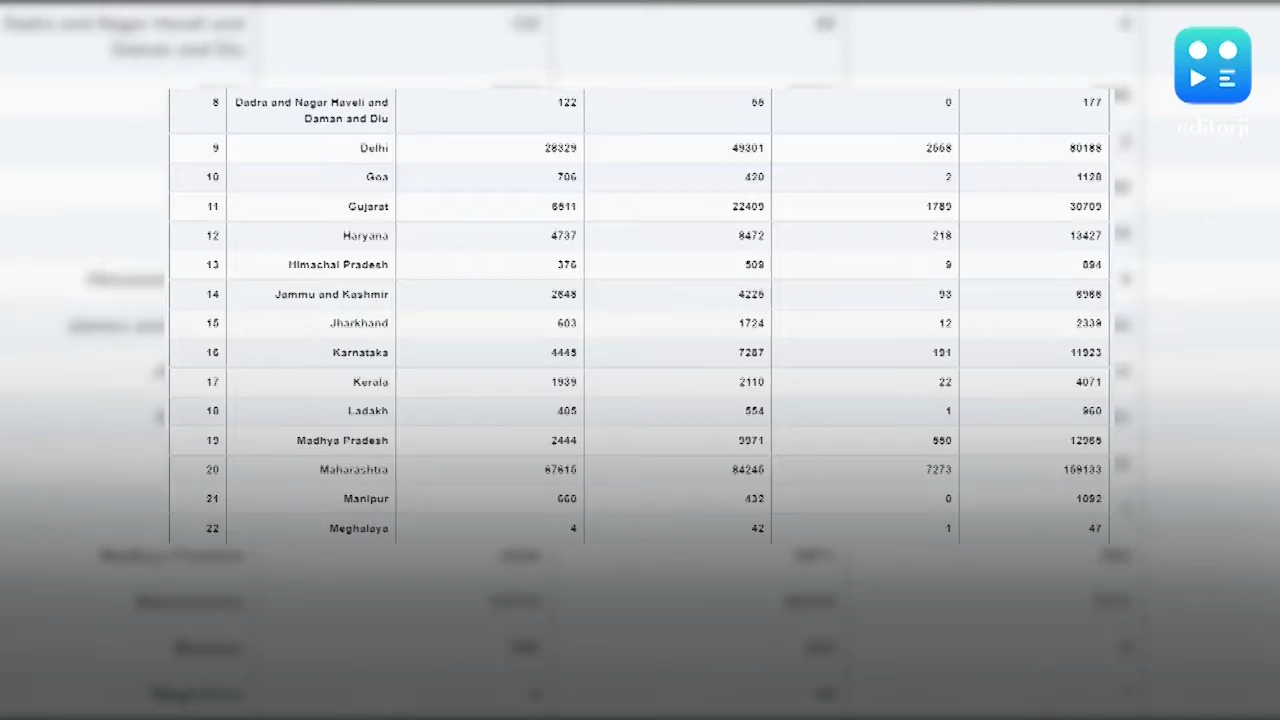 8 Dadra and Nagar Haveli and 122 55 0 177
Daman and Diu
9 Delhi 28329 49301 2558 80188
10 Goa 706 420 2 1128
11 Gujarat 6511 22409 1789 30709
12 Haryana 4737 8472 218 13427
13 Himachal Pradesh 376 509 9 894
14 Jammu and Kashmir 2648 4225 93 6966
15 Jharkhand 603 1724 12 2339
16 Karnataka 4445 7287 191 11923
17 Kerala 1939 2110 22 4071
18 Ladakh 405 554 1 960
19 Madhya Pradesh 2444 9971 550 12965
20 Maharashtra 67615 84245 7273 159133
21 Manipur 660 432 0 1092
22 Meghalaya 4 42 1 47
editorji